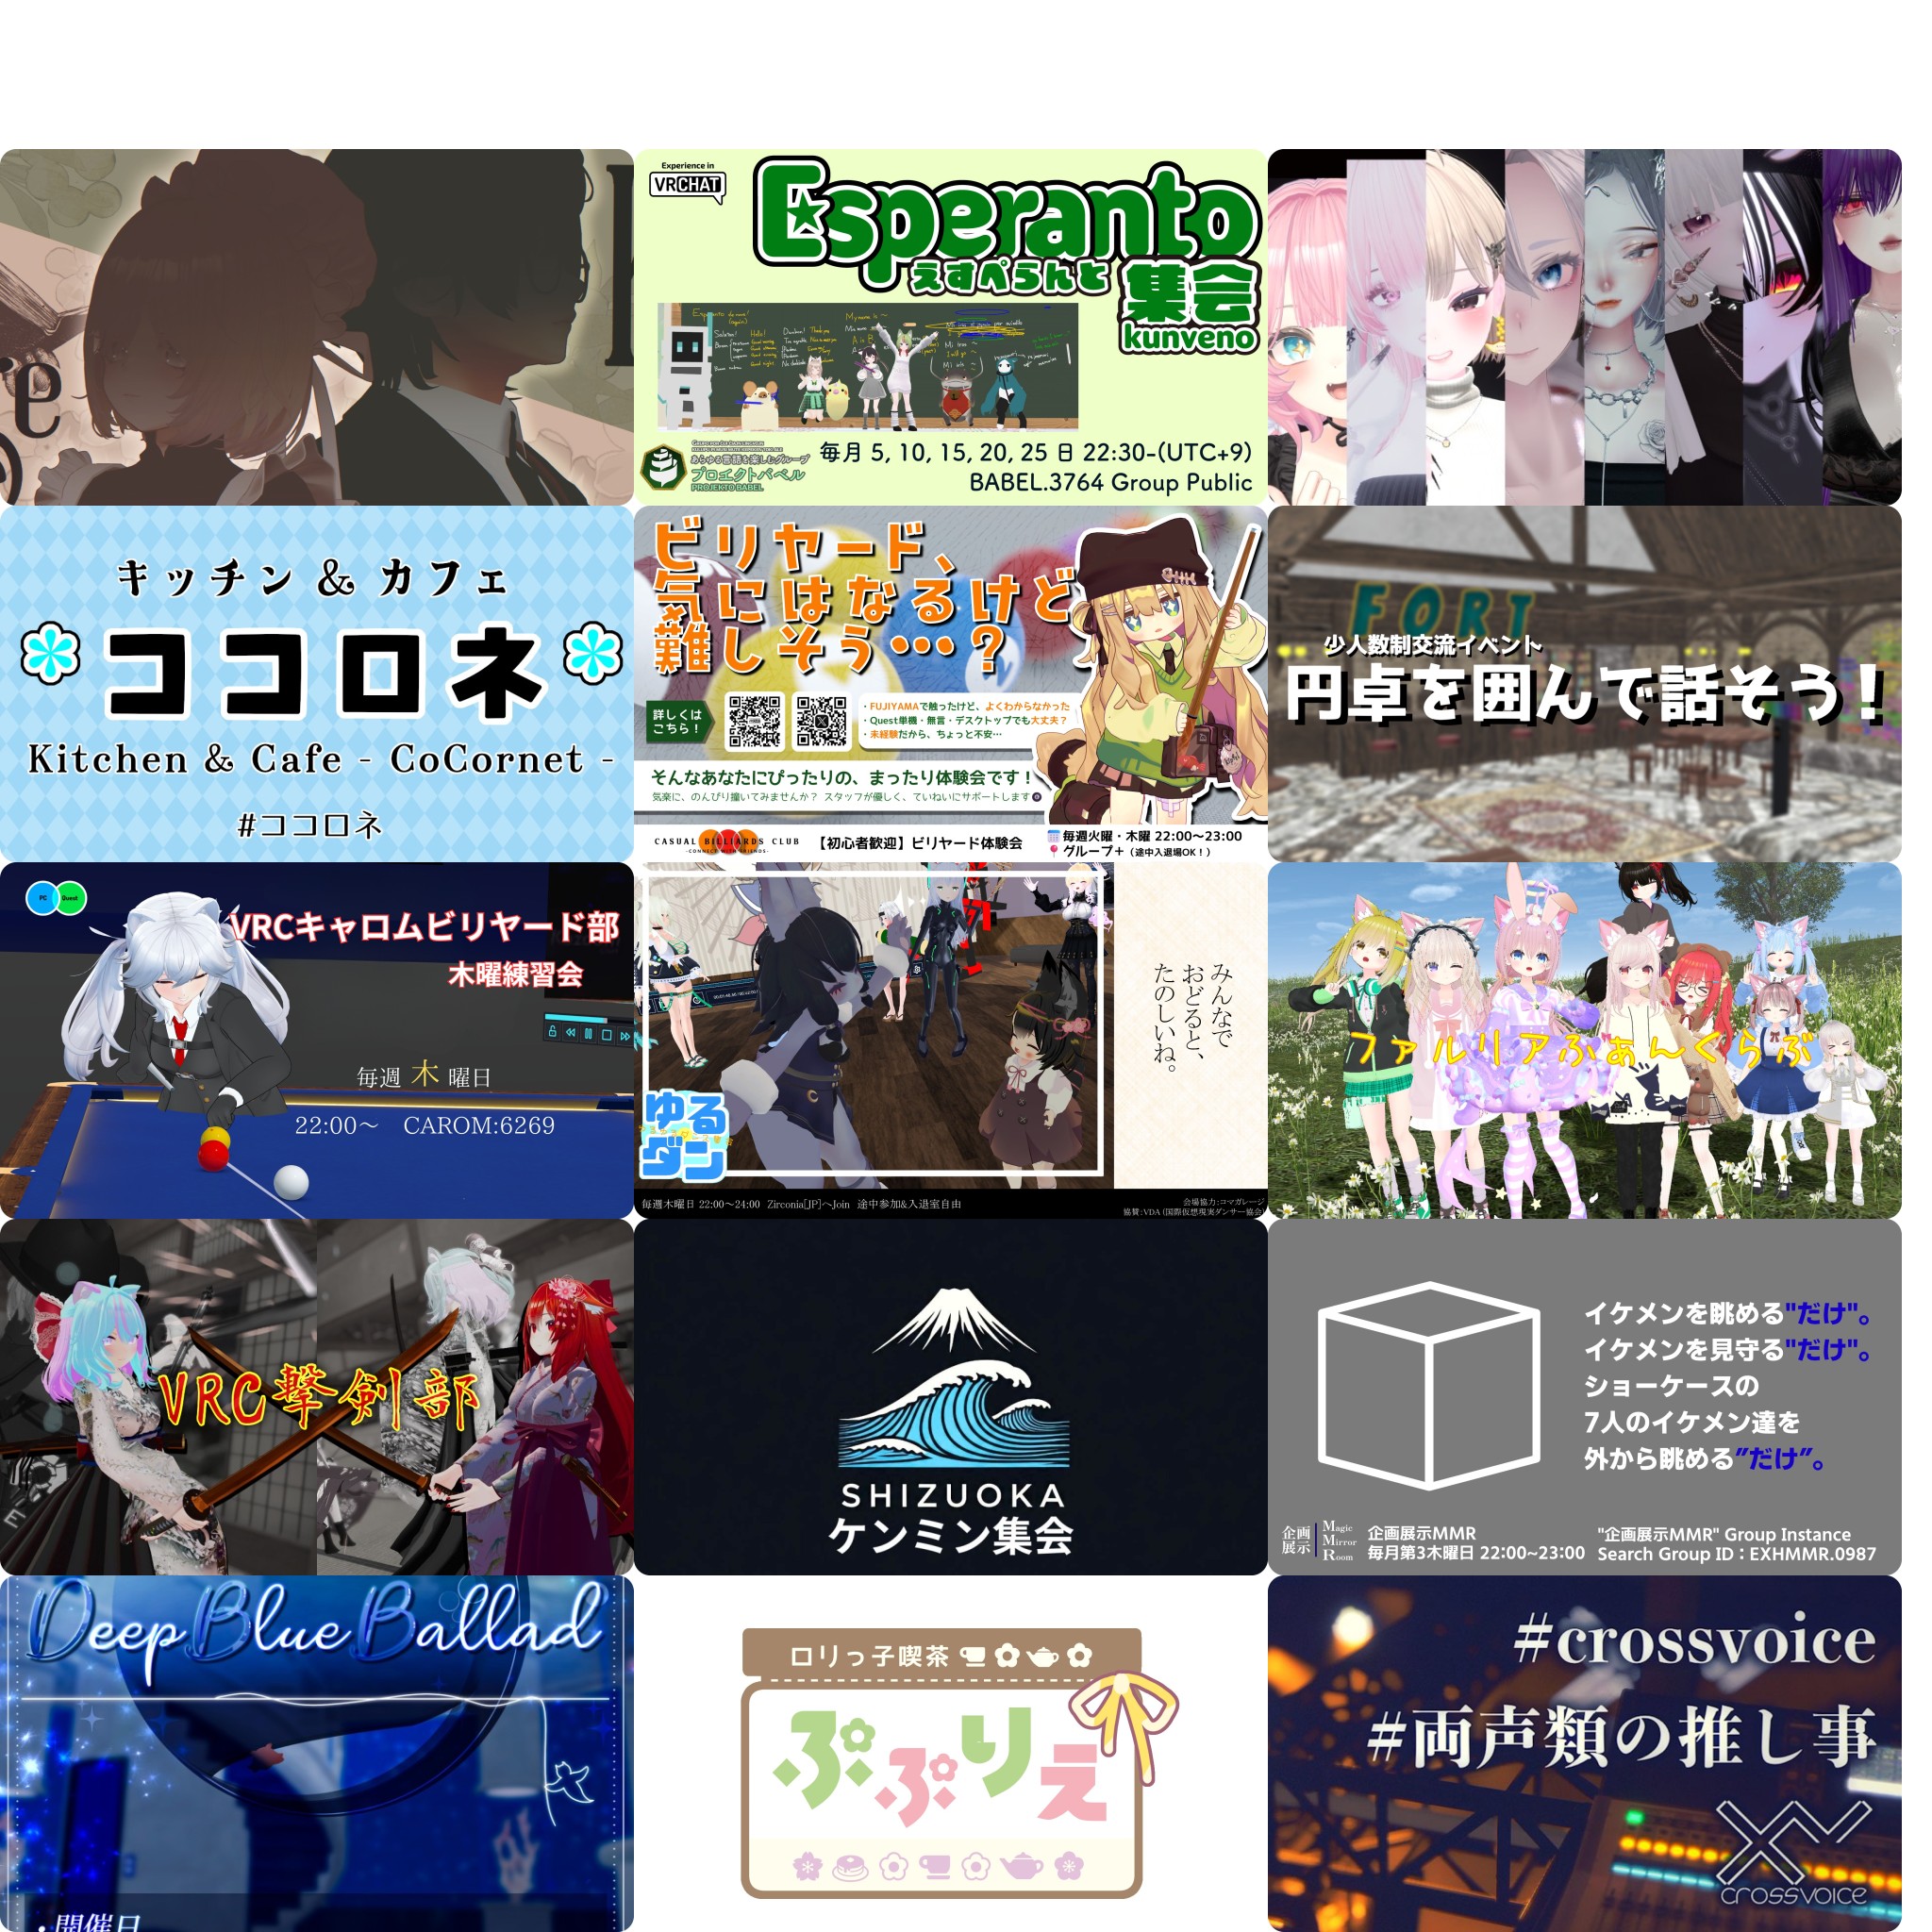 e
Experience in
VRCHAT
Esperanto
えすぺらんと
集会
kunveno
あらゆる言語を楽しむグループ
プロェクトバベル
PROJEKTO BABEL
毎月 5, 10, 15, 20, 25 日 22:30-(UTC+9)
BABEL.3764 Group Public
キッチン & カフェ
ココロネ
Kitchen & Cafe - CoCornet -
#ココロネ
ビリヤード、
気にはなるけど
難しそう…?
詳しくは
こちら!
・FUJIYAMAで触ったけど、よくわからなかった
・Quest単機・無言・デスクトップでも大丈夫?
・未経験だから、ちょっと不安…
そんなあなたにぴったりの、まったり体験会です!
気楽に、のんびり撞いてみませんか? スタッフが優しく、ていねいにサポートします
CASUAL BILLIARDS CLUB
-CONNECT WITH FRIENDS-
【初心者歓迎】ビリヤード体験会
毎週火曜・木曜 22:00〜23:00
グループ+(途中入退場OK!)
FORT
少人数制交流イベント
円卓を囲んで話そう!
PC
Quest
VRCキャロムビリヤード部
木曜練習会
毎週 木 曜日
22:00〜 CAROM:6269
みんなで
おどると、
たのしいね。
ゆる
ダン
毎週木曜日 22:00〜24:00 Zirconia[JP]へJoin 途中参加&入退室自由
会場協力:コマガレージ
協賛:VDA (国際仮想現実ダンサー協会)
ファルリアふぁんくらぶ
VRC撃剣部
SHIZUOKA
ケンミン集会
イケメンを眺める"だけ"。
イケメンを見守る"だけ"。
ショーケースの
7人のイケメン達を
外から眺める"だけ"。
企画
展示
Magic
Mirror
Room
企画展示MMR
毎月第3木曜日 22:00~23:00
"企画展示MMR" Group Instance
Search Group ID：EXHMMR.0987
Deep Blue Ballad
・開催日
ロリっ子喫茶
ぷぷりえ
#crossvoice
#両声類の推し事
crossvoice